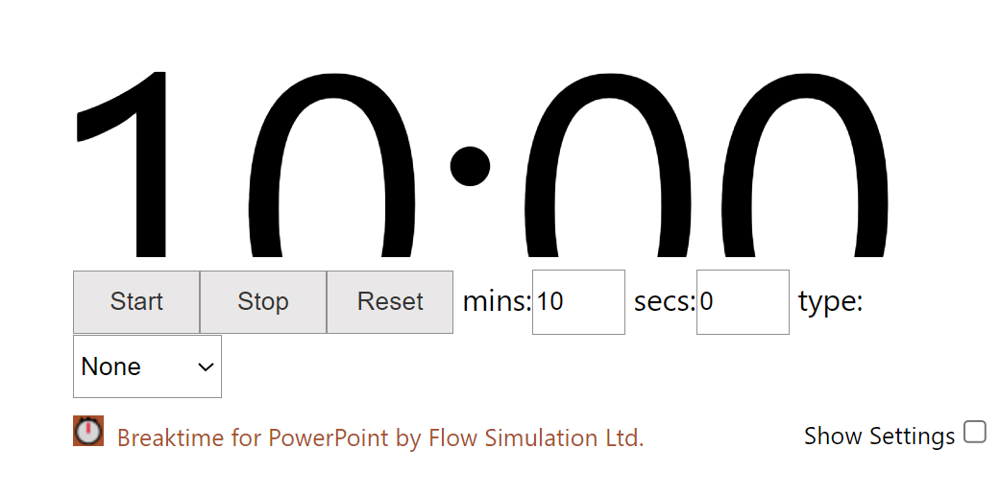 10:00
Start Stop Reset mins: 10 secs: 0 type:
None
Breaktime for PowerPoint by Flow Simulation Ltd. Show Settings